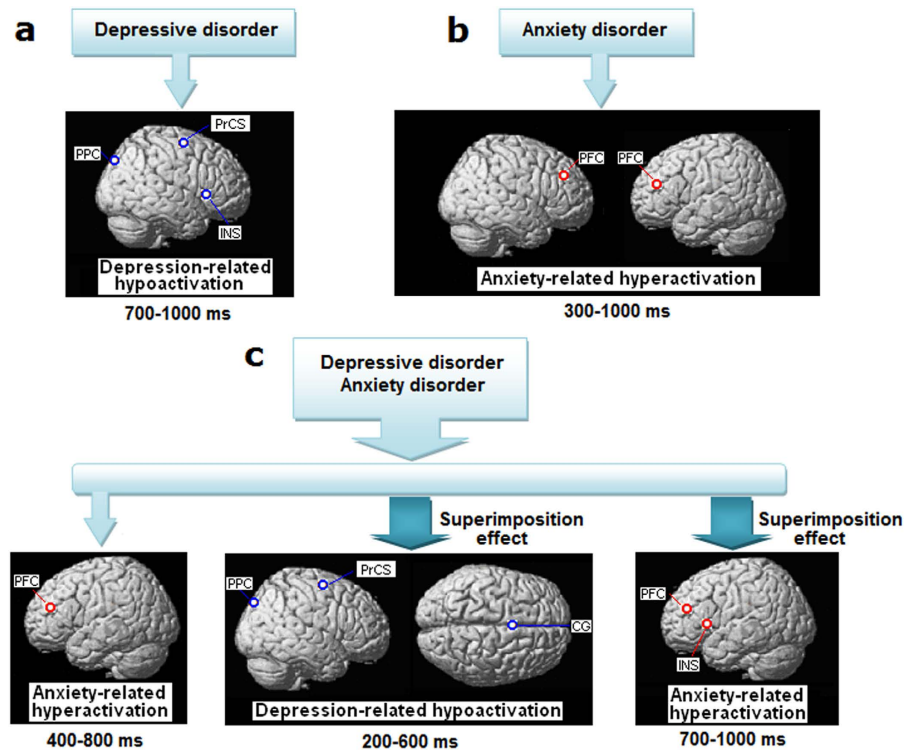 a
Depressive disorder
PrCS
PPC
INS
Depression-related
hypoactivation
700-1000 ms
b
Anxiety disorder
PFC
PFC
Anxiety-related hyperactivation
300-1000 ms
c
Depressive disorder
Anxiety disorder
PFC
Anxiety-related
hyperactivation
400-800 ms
Superimposition
effect
PPC
PrCS
CG
Depression-related hypoactivation
200-600 ms
Superimposition
effect
PFC
INS
Anxiety-related
hyperactivation
700-1000 ms